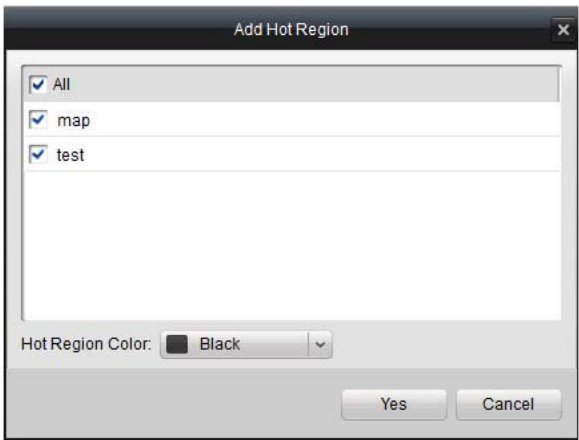 Add Hot Region
All
map
test
Hot Region Color: Black
Yes Cancel